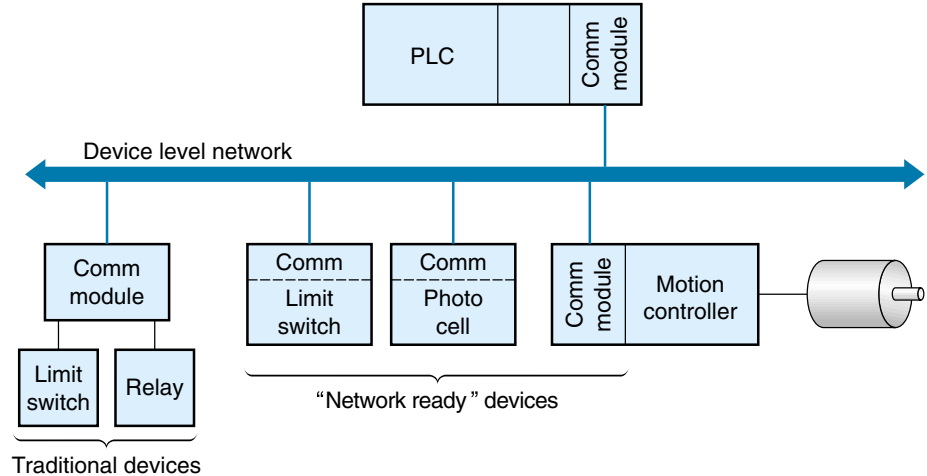 PLC
Comm
module
Device level network
Comm
module
Comm
Limit
switch
Comm
Photo
cell
Comm
module
Motion
controller
Limit
switch
Relay
“Network ready” devices
Traditional devices